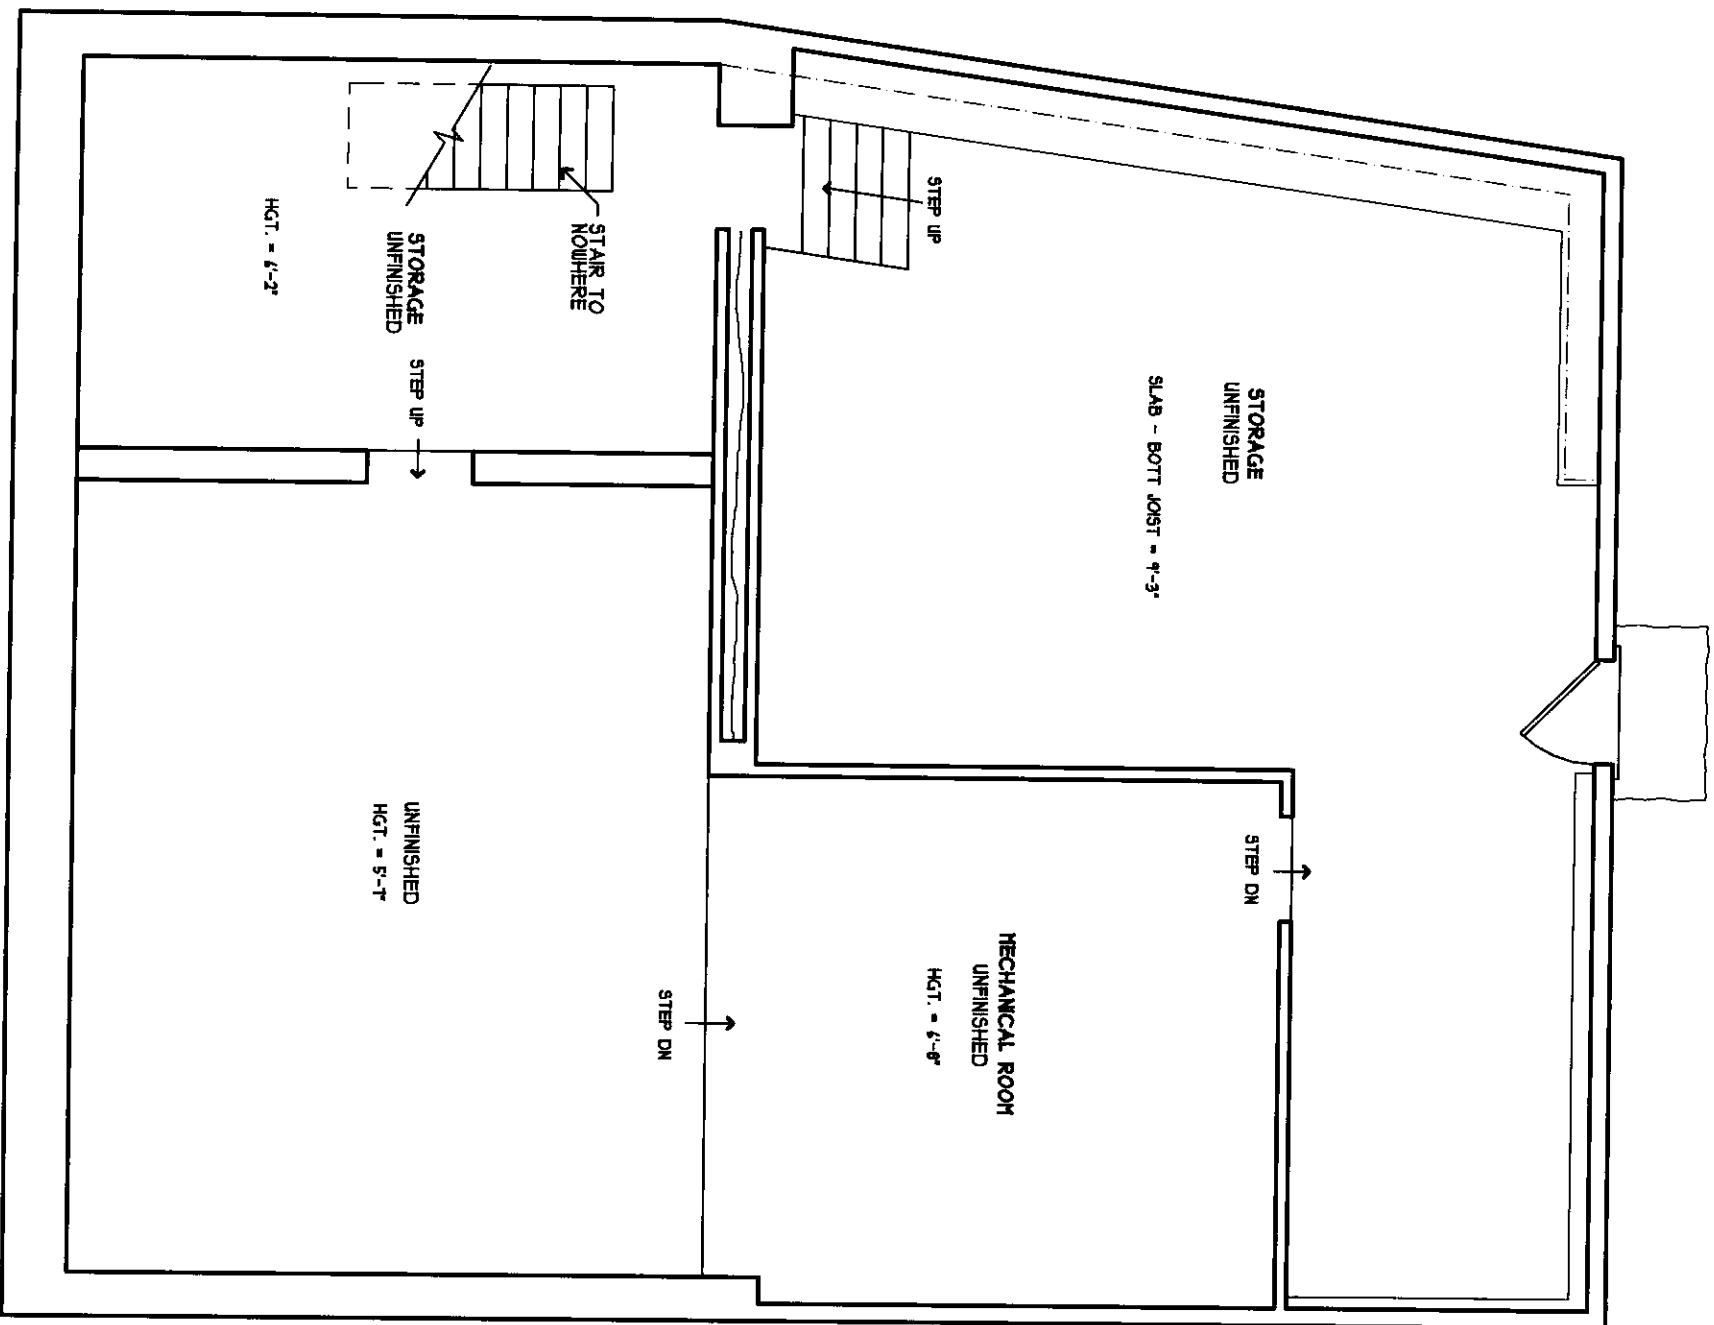 STEP UP
STORAGE
UNFINISHED
SLAB - BOTT JOIST = 9'-3"
STAIR TO
NOWHERE
STORAGE
UNFINISHED
HGT. = 6'-2"
STEP UP
STEP DN
MECHANICAL ROOM
UNFINISHED
HGT. = 6'-8"
UNFINISHED
HGT. = 5'-7"
STEP DN